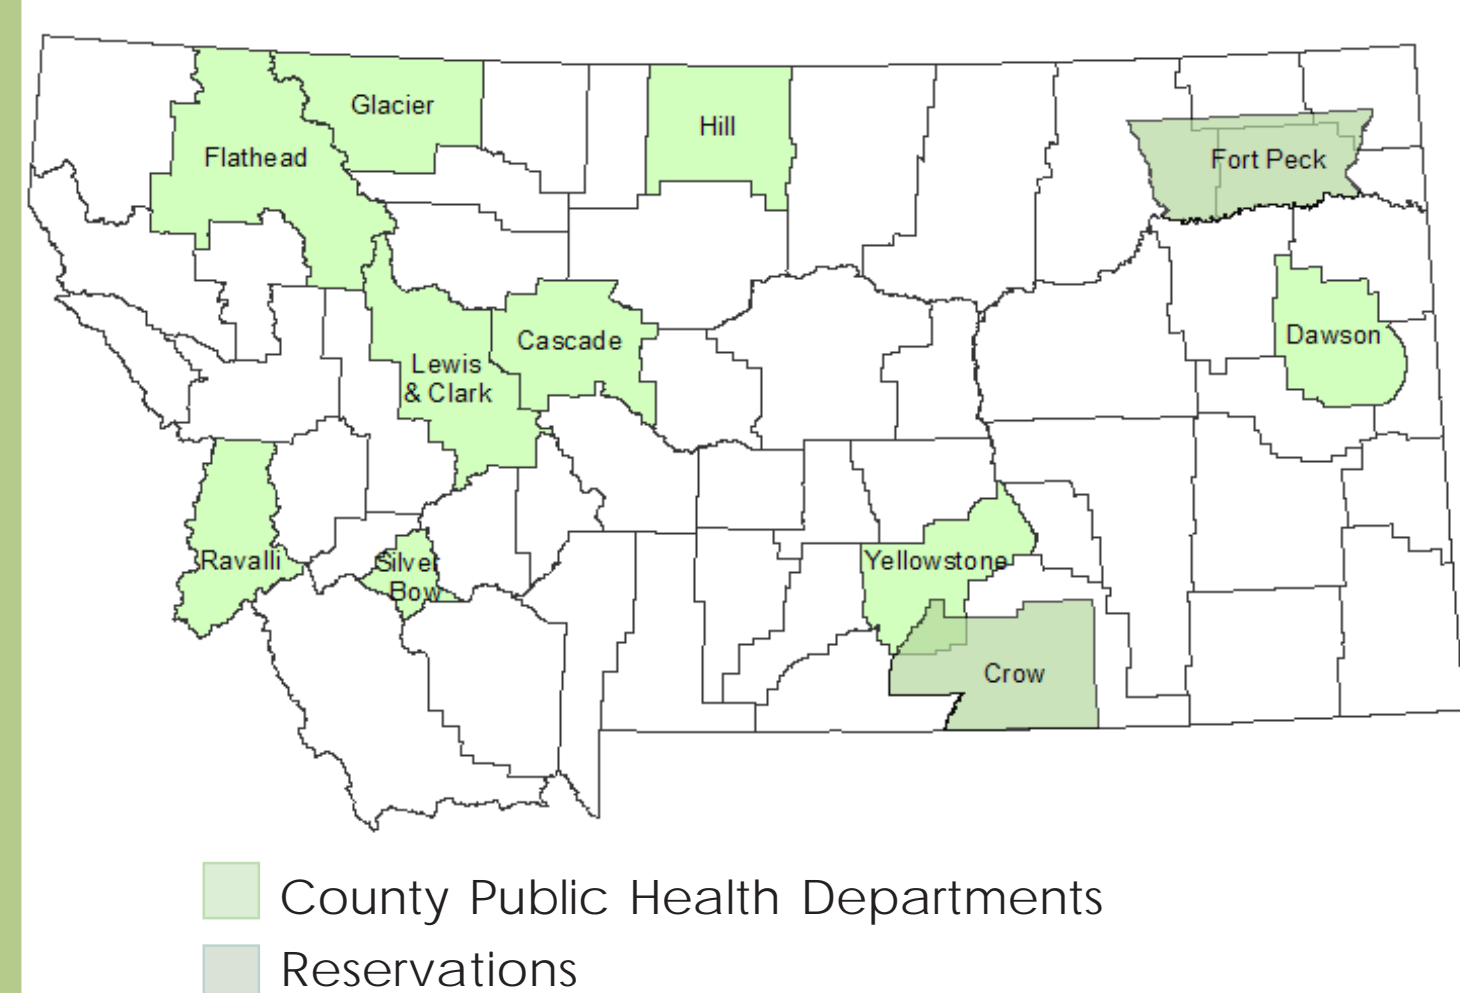 Glacier
Hill
Flathead
Fort Peck
Cascade
Dawson
Lewis
& Clark
Ravalli
Silver
Bow
Yellowstone
Crow
County Public Health Departments
Reservations